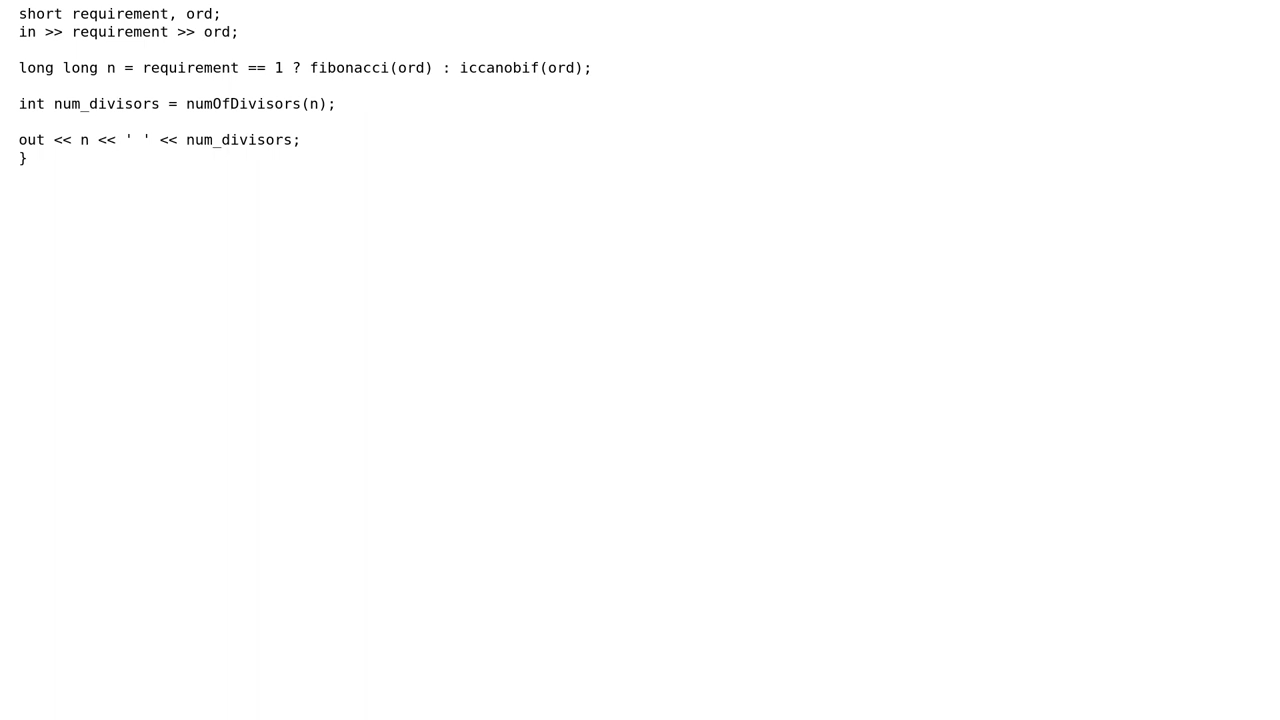 short requirement, ord;
in >> requirement >> ord;
long long n = requirement == 1 ? fibonacci(ord) : iccanobif(ord);
int num_divisors = numOfDivisors(n);
out << n << ' ' << num_divisors;
}